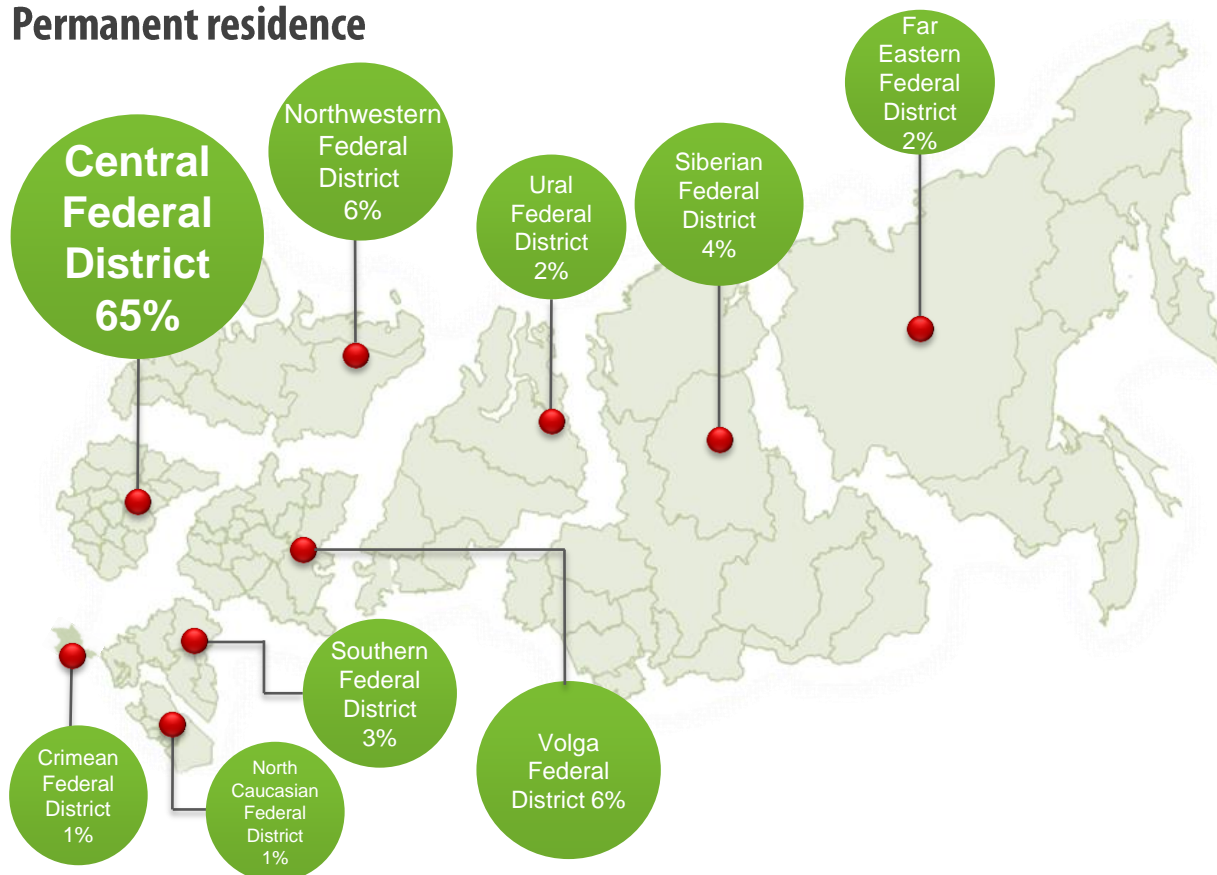 Permanent residence
Central
Federal
District
65%
Northwestern
Federal
District
6%
Ural
Federal
District
2%
Siberian
Federal
District
4%
Far
Eastern
Federal
District
2%
Crimean
Federal
District
1%
North
Caucasian
Federal
District
1%
Southern
Federal
District
3%
Volga
Federal
District 6%